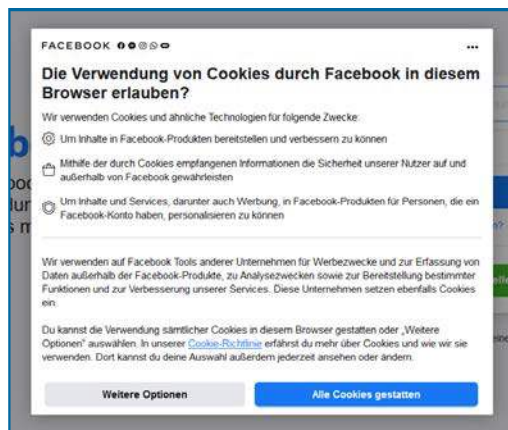 FACEBOOK
...
Die Verwendung von Cookies durch Facebook in diesem
Browser erlauben?
Wir verwenden Cookies und ähnliche Technologien für folgende Zwecke:
Um Inhalte in Facebook-Produkten bereitstellen und verbessern zu können
Mithilfe der durch Cookies empfangenen Informationen die Sicherheit unserer Nutzer auf und
außerhalb von Facebook gewährleisten
Um Inhalte und Services, darunter auch Werbung, in Facebook-Produkten für Personen, die ein
Facebook-Konto haben, personalisieren zu können
Wir verwenden auf Facebook Tools anderer Unternehmen für Werbezwecke und zur Erfassung von
Daten außerhalb der Facebook-Produkte, zu Analysezwecken sowie zur Bereitstellung bestimmter
Funktionen und zur Verbesserung unserer Services. Diese Unternehmen setzen ebenfalls Cookies
ein.
Du kannst die Verwendung sämtlicher Cookies in diesem Browser gestatten oder „Weitere
Optionen" auswählen. In unserer Cookie-Richtlinie erfährst du mehr über Cookies und wie wir sie
verwenden. Dort kannst du deine Auswahl außerdem jederzeit ansehen oder ändern.
Weitere Optionen
Alle Cookies gestatten